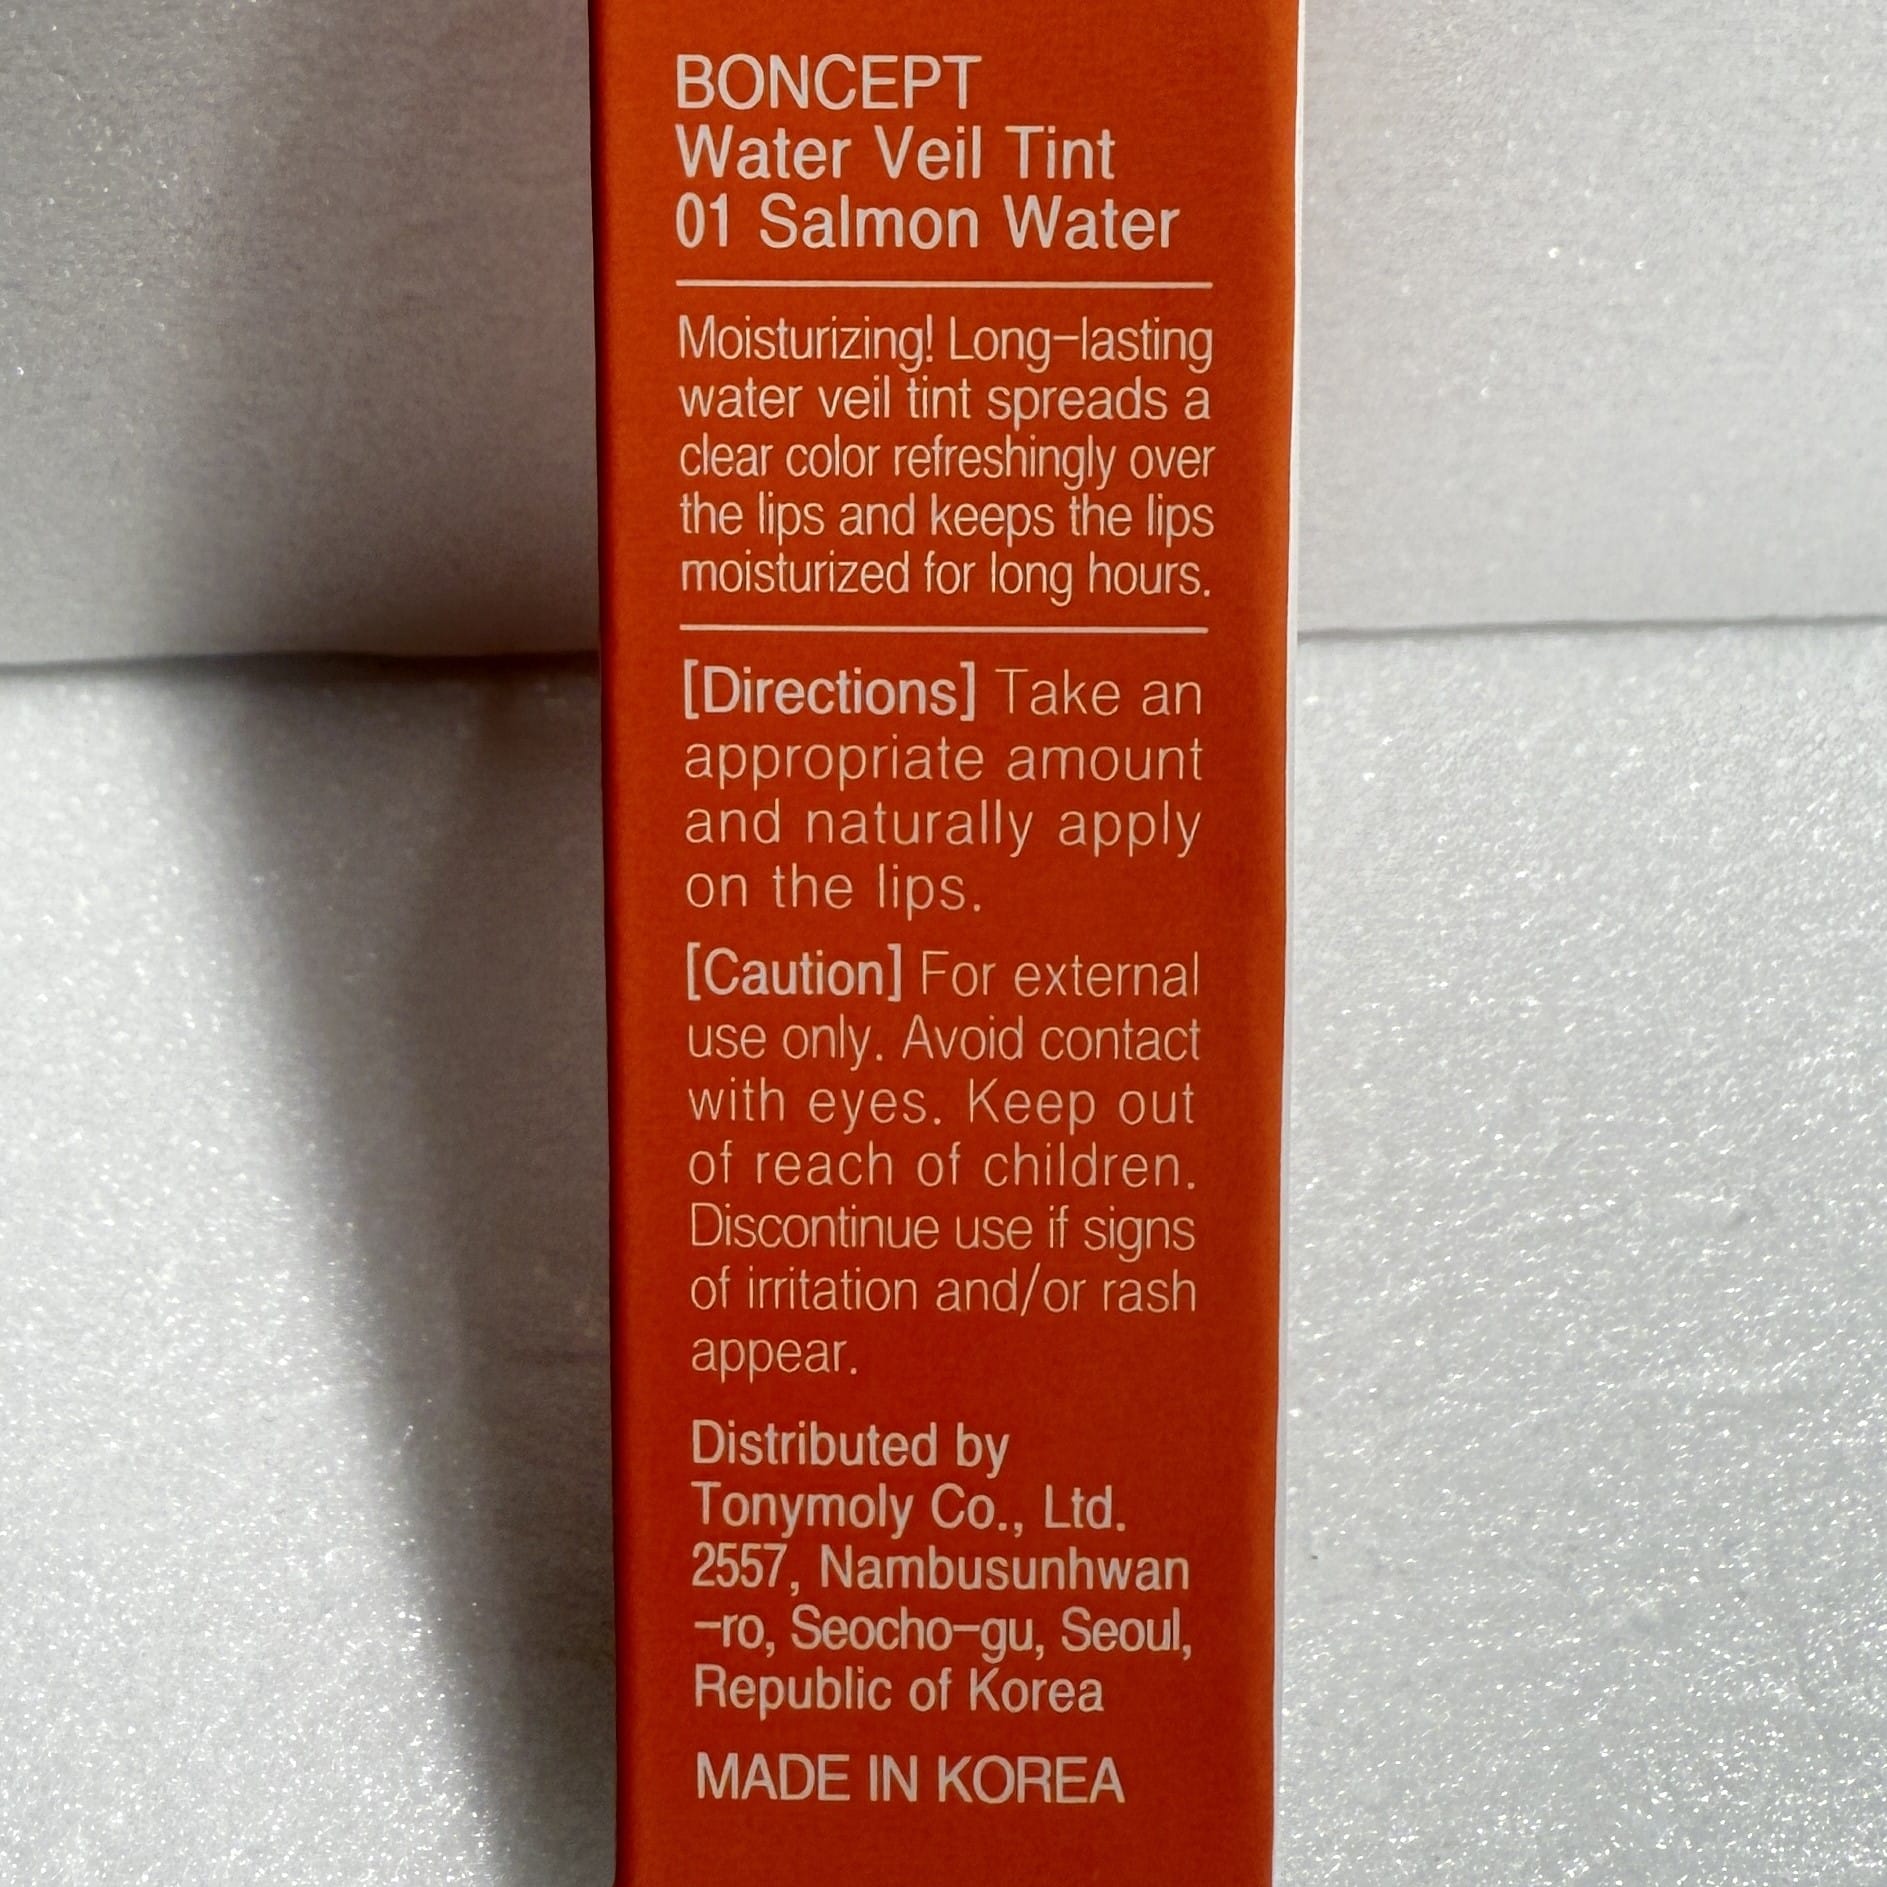 BONCEPT
Water Veil Tint
01 Salmon Water
Moisturizing! Long-lasting
water veil tint spreads a
clear color refreshingly over
the lips and keeps the lips
moisturized for long hours.
[Directions] Take an
appropriate amount
and naturally apply
on the lips.
[Caution] For external
use only. Avoid contact
with eyes. Keep out
of reach of children.
Discontinue use if signs
of irritation and/or rash
appear.
Distributed by
Tonymoly Co., Ltd.
2557, Nambusunhwan
-ro, Seocho-gu, Seoul,
Republic of Korea
MADE IN KOREA